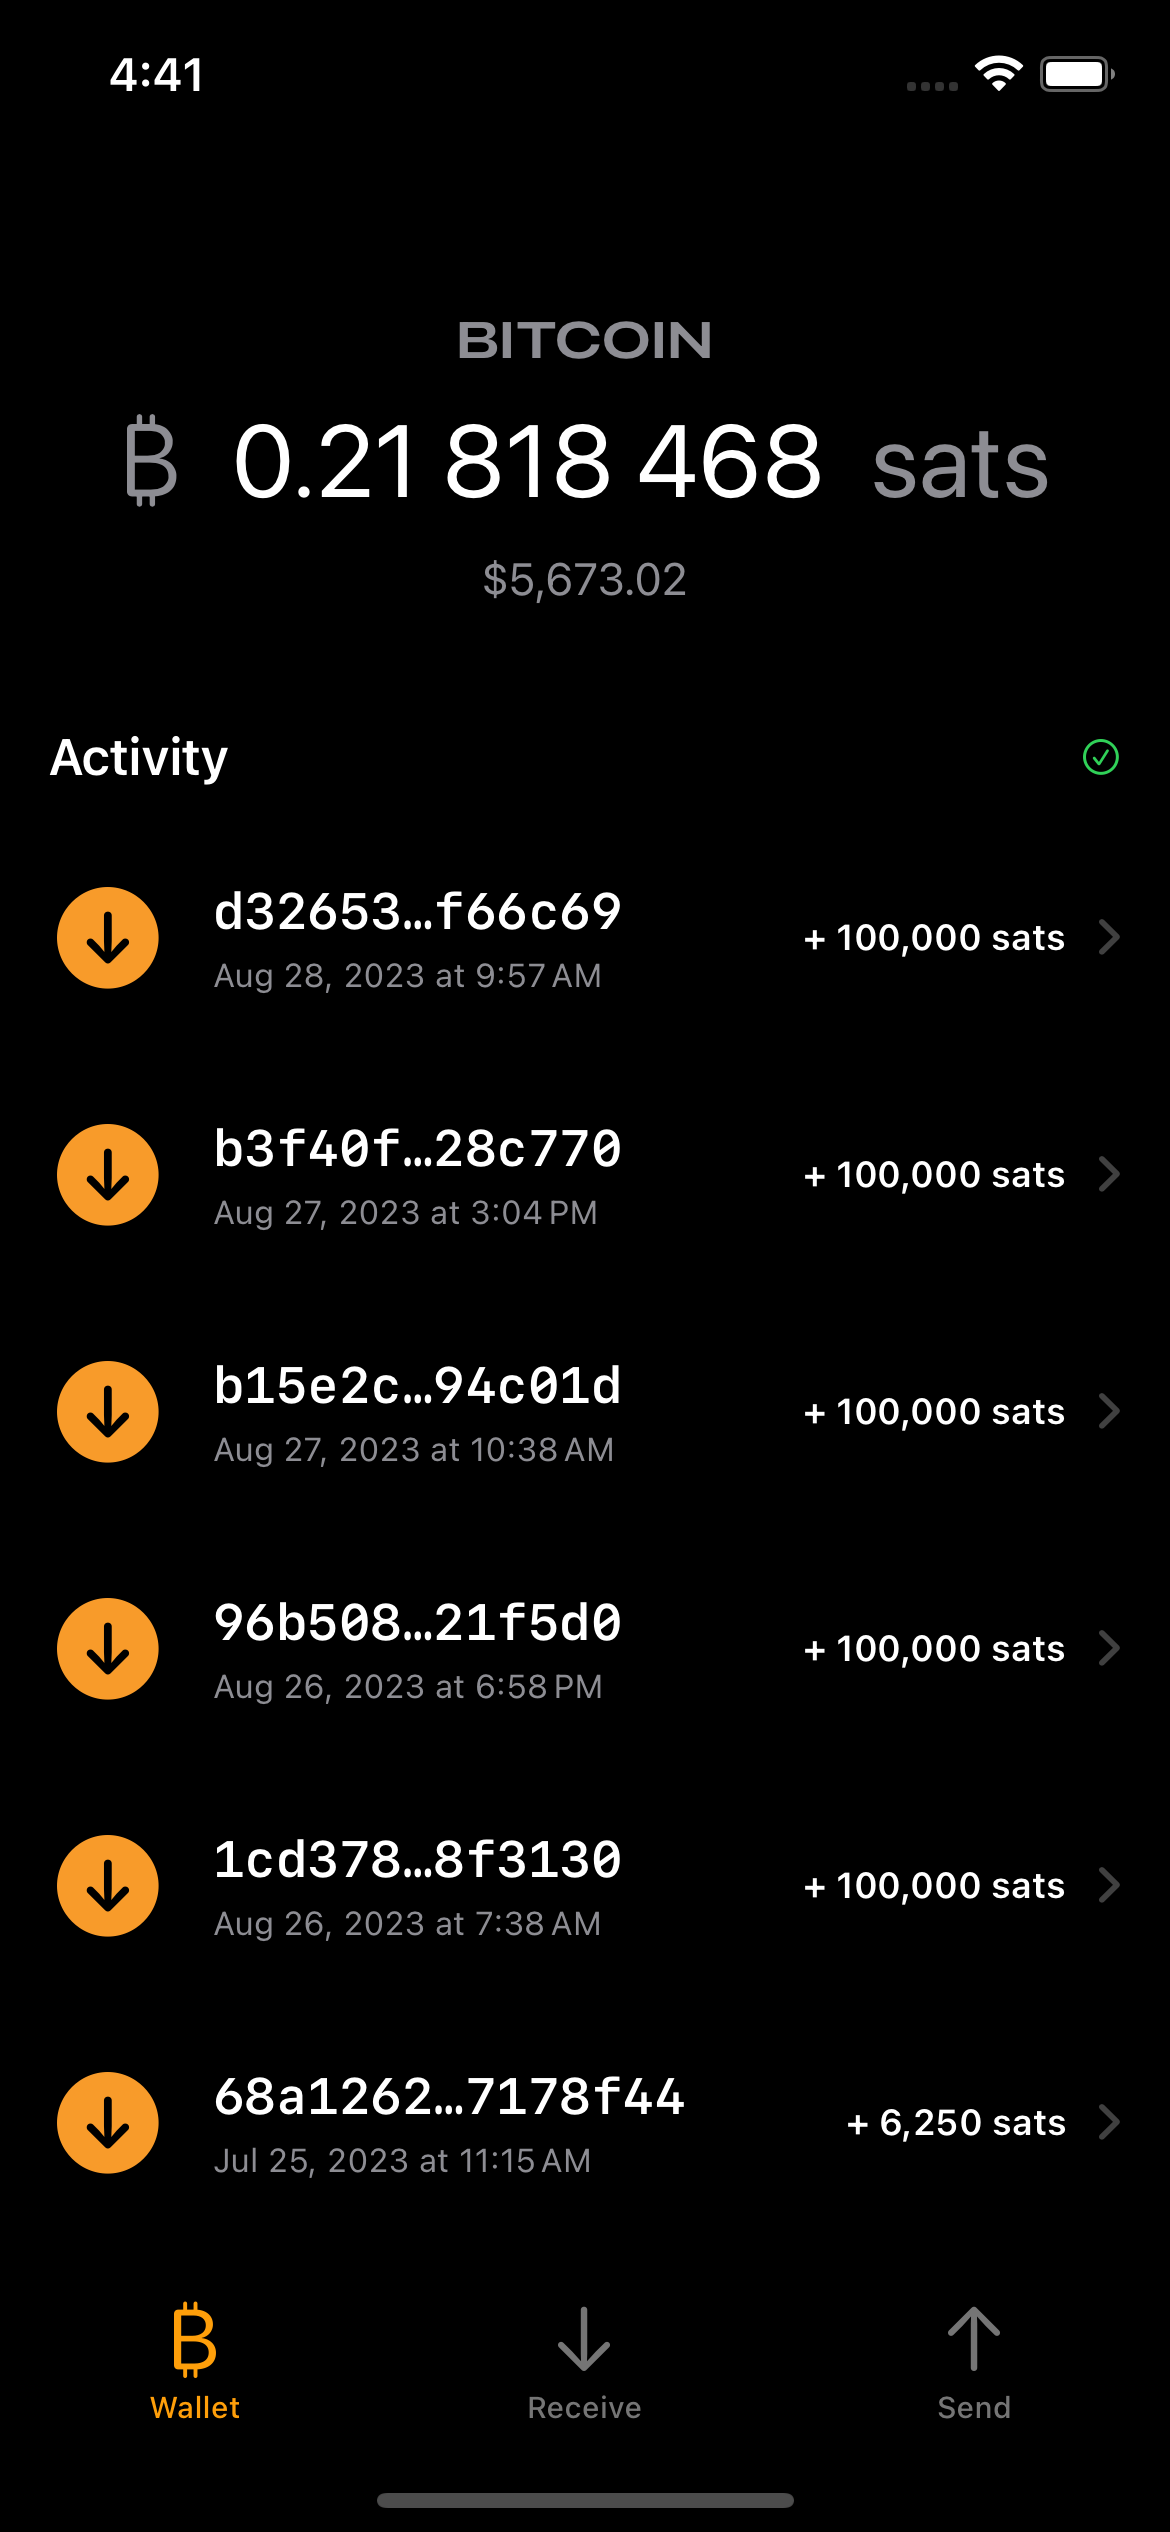 4:41
BITCOIN
₿ 0.21 818 468 sats
$5,673.02
Activity
d32653…f66c69
+ 100,000 sats
Aug 28, 2023 at 9:57 AM
b3f40f…28c770
+ 100,000 sats
Aug 27, 2023 at 3:04 PM
b15e2c…94c01d
+ 100,000 sats
Aug 27, 2023 at 10:38 AM
96b508…21f5d0
+ 100,000 sats
Aug 26, 2023 at 6:58 PM
1cd378…8f3130
+ 100,000 sats
Aug 26, 2023 at 7:38 AM
68a1262…7178f44
+ 6,250 sats
Jul 25, 2023 at 11:15 AM
Wallet Receive Send